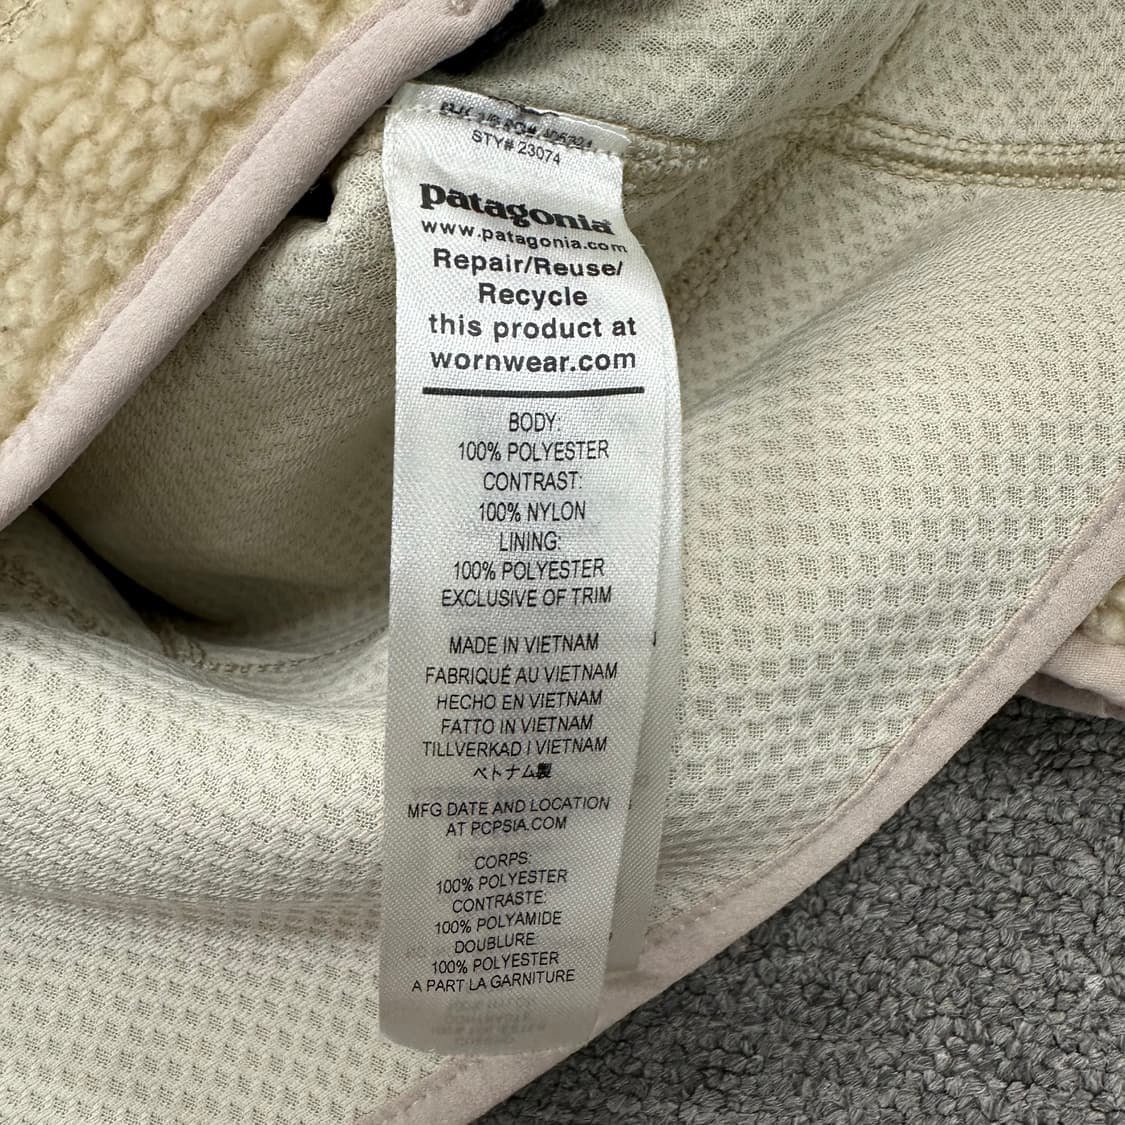 STY# 23074
patagonia®
www.patagonia.com
Repair/Reuse/
Recycle
this product at
wornwear.com
BODY:
100% POLYESTER
CONTRAST:
100% NYLON
LINING:
100% POLYESTER
EXCLUSIVE OF TRIM
MADE IN VIETNAM
FABRIQUÉ AU VIETNAM
HECHO EN VIETNAM
FATTO IN VIETNAM
TILLVERKAD I VIETNAM
ベトナム製
MFG DATE AND LOCATION
AT PCPSIA.COM
CORPS:
100% POLYESTER
CONTRASTE:
100% POLYAMIDE
DOUBLURE:
100% POLYESTER
A PART LA GARNITURE